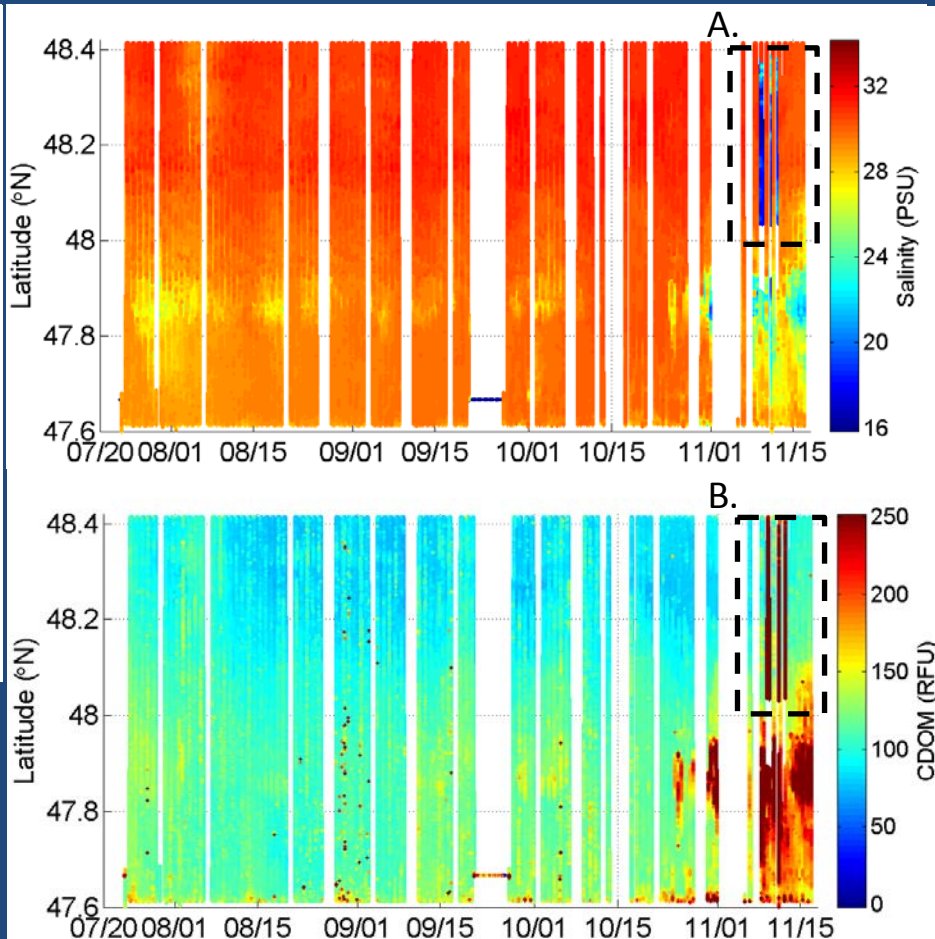 A.
48.4
48.2
48
47.8
47.6
Latitude (°N)
07/20 08/01 08/15 09/01 09/15 10/01 10/15 11/01 11/15
32
28
24
20
16
Salinity (PSU)
B.
48.4
48.2
48
47.8
47.6
Latitude (°N)
07/20 08/01 08/15 09/01 09/15 10/01 10/15 11/01 11/15
250
200
150
100
50
0
CDOM (RFU)